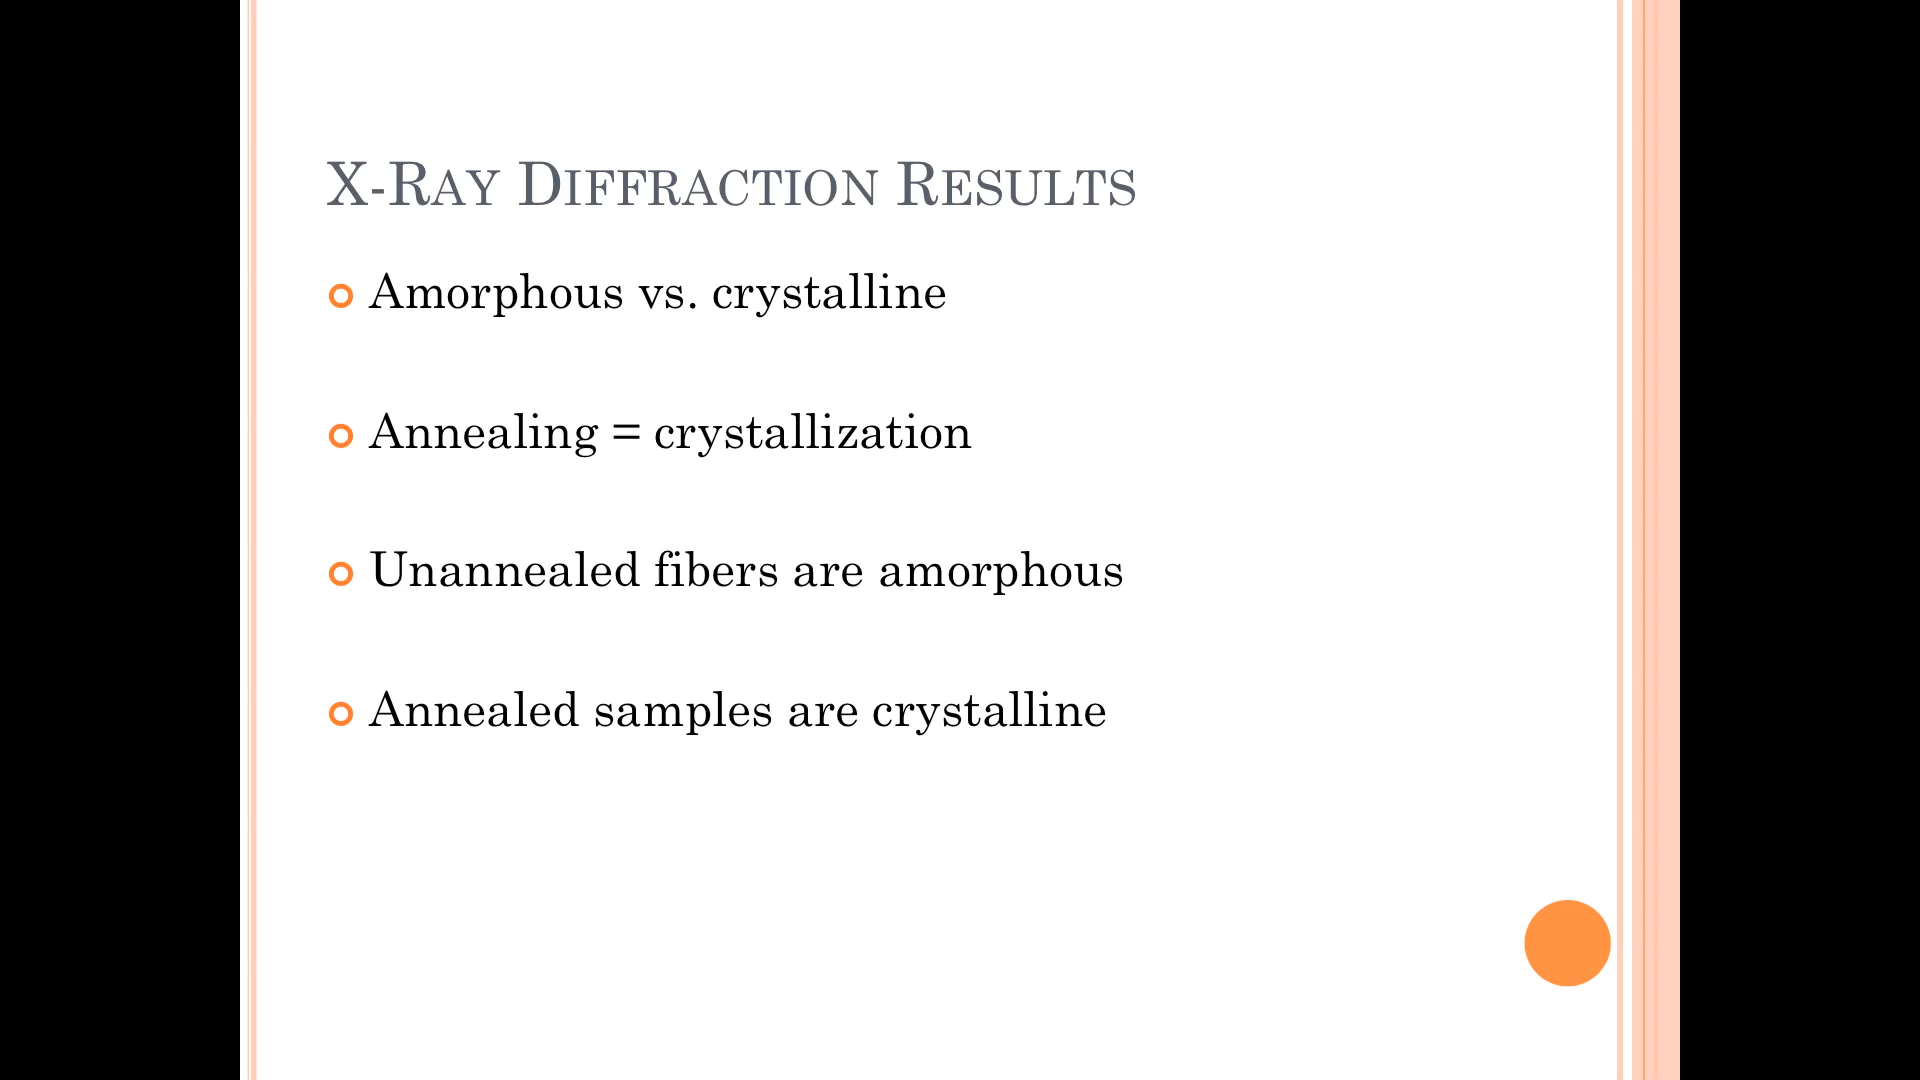 X-Ray Diffraction Results
Amorphous vs. crystalline
Annealing = crystallization
Unannealed fibers are amorphous
Annealed samples are crystalline